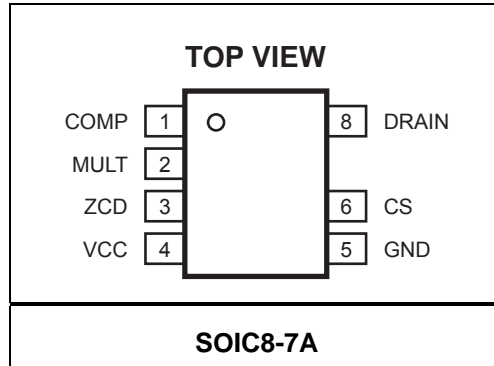 TOP VIEW
COMP 1 8 DRAIN
MULT 2
ZCD 3 6 CS
VCC 4 5 GND
SOIC8-7A